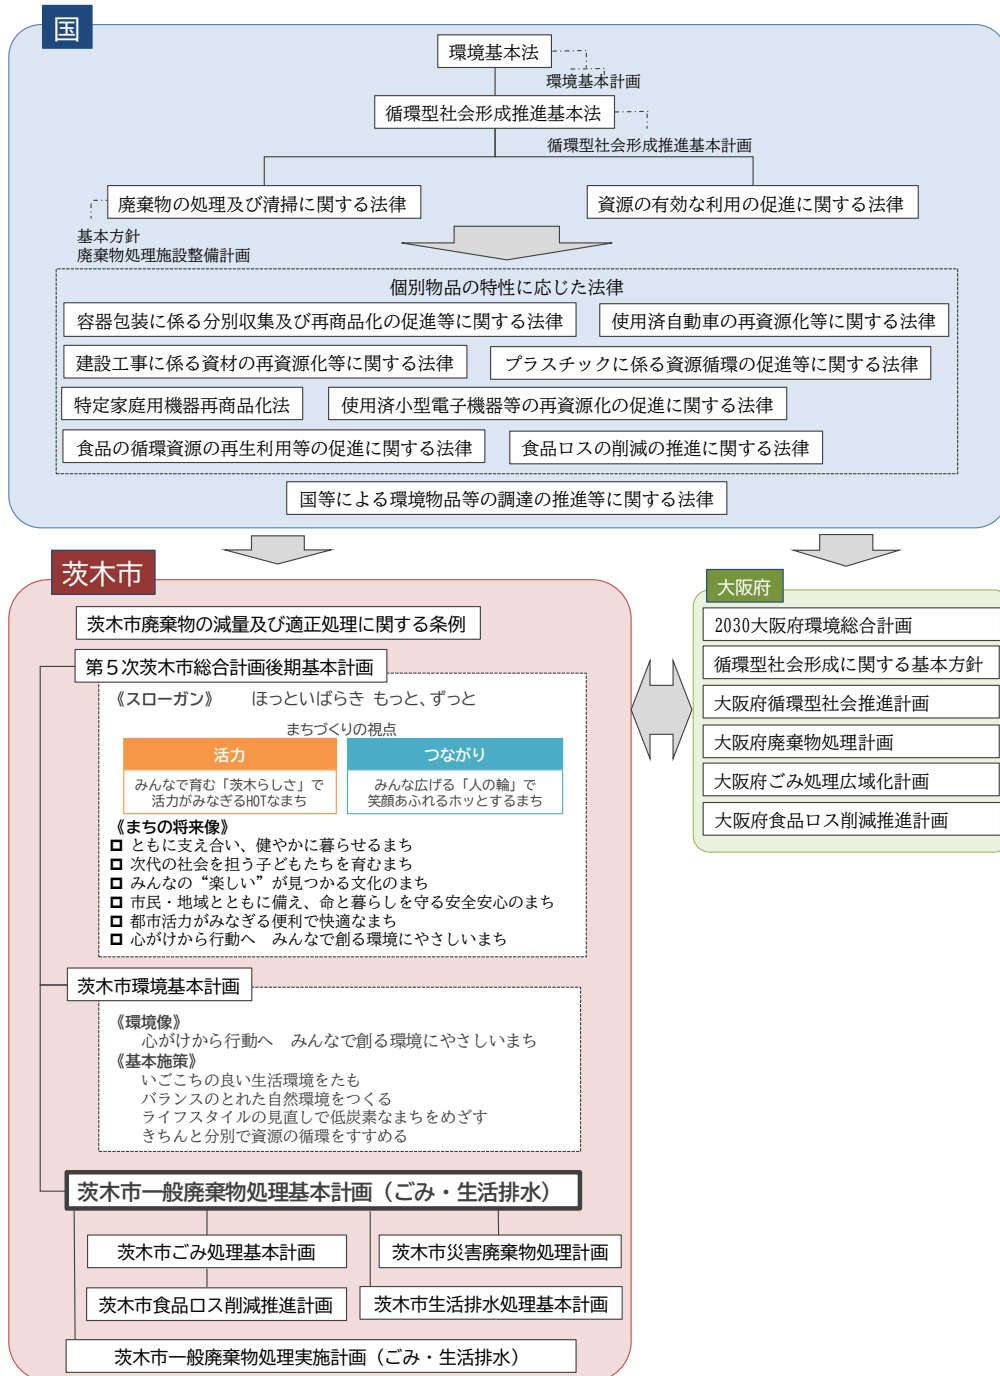 国
環境基本法
環境基本計画
循環型社会形成推進基本法
循環型社会形成推進基本計画
廃棄物の処理及び清掃に関する法律
資源の有効な利用の促進に関する法律
基本方針
廃棄物処理施設整備計画
個別物品の特性に応じた法律
容器包装に係る分別収集及び再商品化の促進等に関する法律
使用済自動車の再資源化等に関する法律
建設工事に係る資材の再資源化等に関する法律
プラスチックに係る資源循環の促進等に関する法律
特定家庭用機器再商品化法
使用済小型電子機器等の再資源化の促進に関する法律
食品の循環資源の再生利用等の促進に関する法律
食品ロスの削減の推進に関する法律
国等による環境物品等の調達の推進等に関する法律
茨木市
茨木市廃棄物の減量及び適正処理に関する条例
第5次茨木市総合計画後期基本計画
《スローガン》 ほっといばらき もっと、ずっと
まちづくりの視点
活力
つながり
みんなで育む「茨木らしさ」で
活力がみなぎるHOTなまち
みんな広げる「人の輪」で
笑顔あふれるホッとするまち
《まちの将来像》
ともに支え合い、健やかに暮らせるまち
次代の社会を担う子どもたちを育むまち
みんなの“楽しい”が見つかる文化のまち
市民・地域とともに備え、命と暮らしを守る安全安心のまち
都市活力がみなぎる便利で快適なまち
心がけから行動へ みんなで創る環境にやさしいまち
茨木市環境基本計画
《環境像》
心がけから行動へ みんなで創る環境にやさしいまち
《基本施策》
いごこちの良い生活環境をたも
バランスのとれた自然環境をつくる
ライフスタイルの見直しで低炭素なまちをめざす
きちんと分別で資源の循環をすすめる
茨木市一般廃棄物処理基本計画（ごみ・生活排水）
茨木市ごみ処理基本計画
茨木市災害廃棄物処理計画
茨木市食品ロス削減推進計画
茨木市生活排水処理基本計画
茨木市一般廃棄物処理実施計画（ごみ・生活排水）
大阪府
2030大阪府環境総合計画
循環型社会形成に関する基本方針
大阪府循環型社会推進計画
大阪府廃棄物処理計画
大阪府ごみ処理広域化計画
大阪府食品ロス削減推進計画